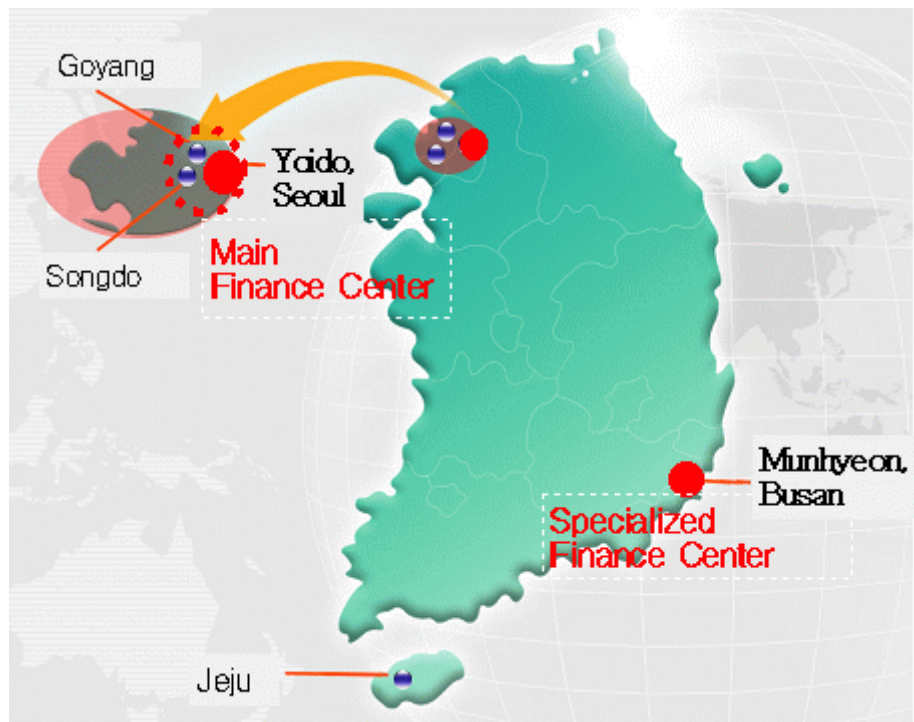 Goyang
Yoido,
Seoul
Songdo
Main
Finance Center
Munhyeon,
Busan
Specialized
Finance Center
Jeju